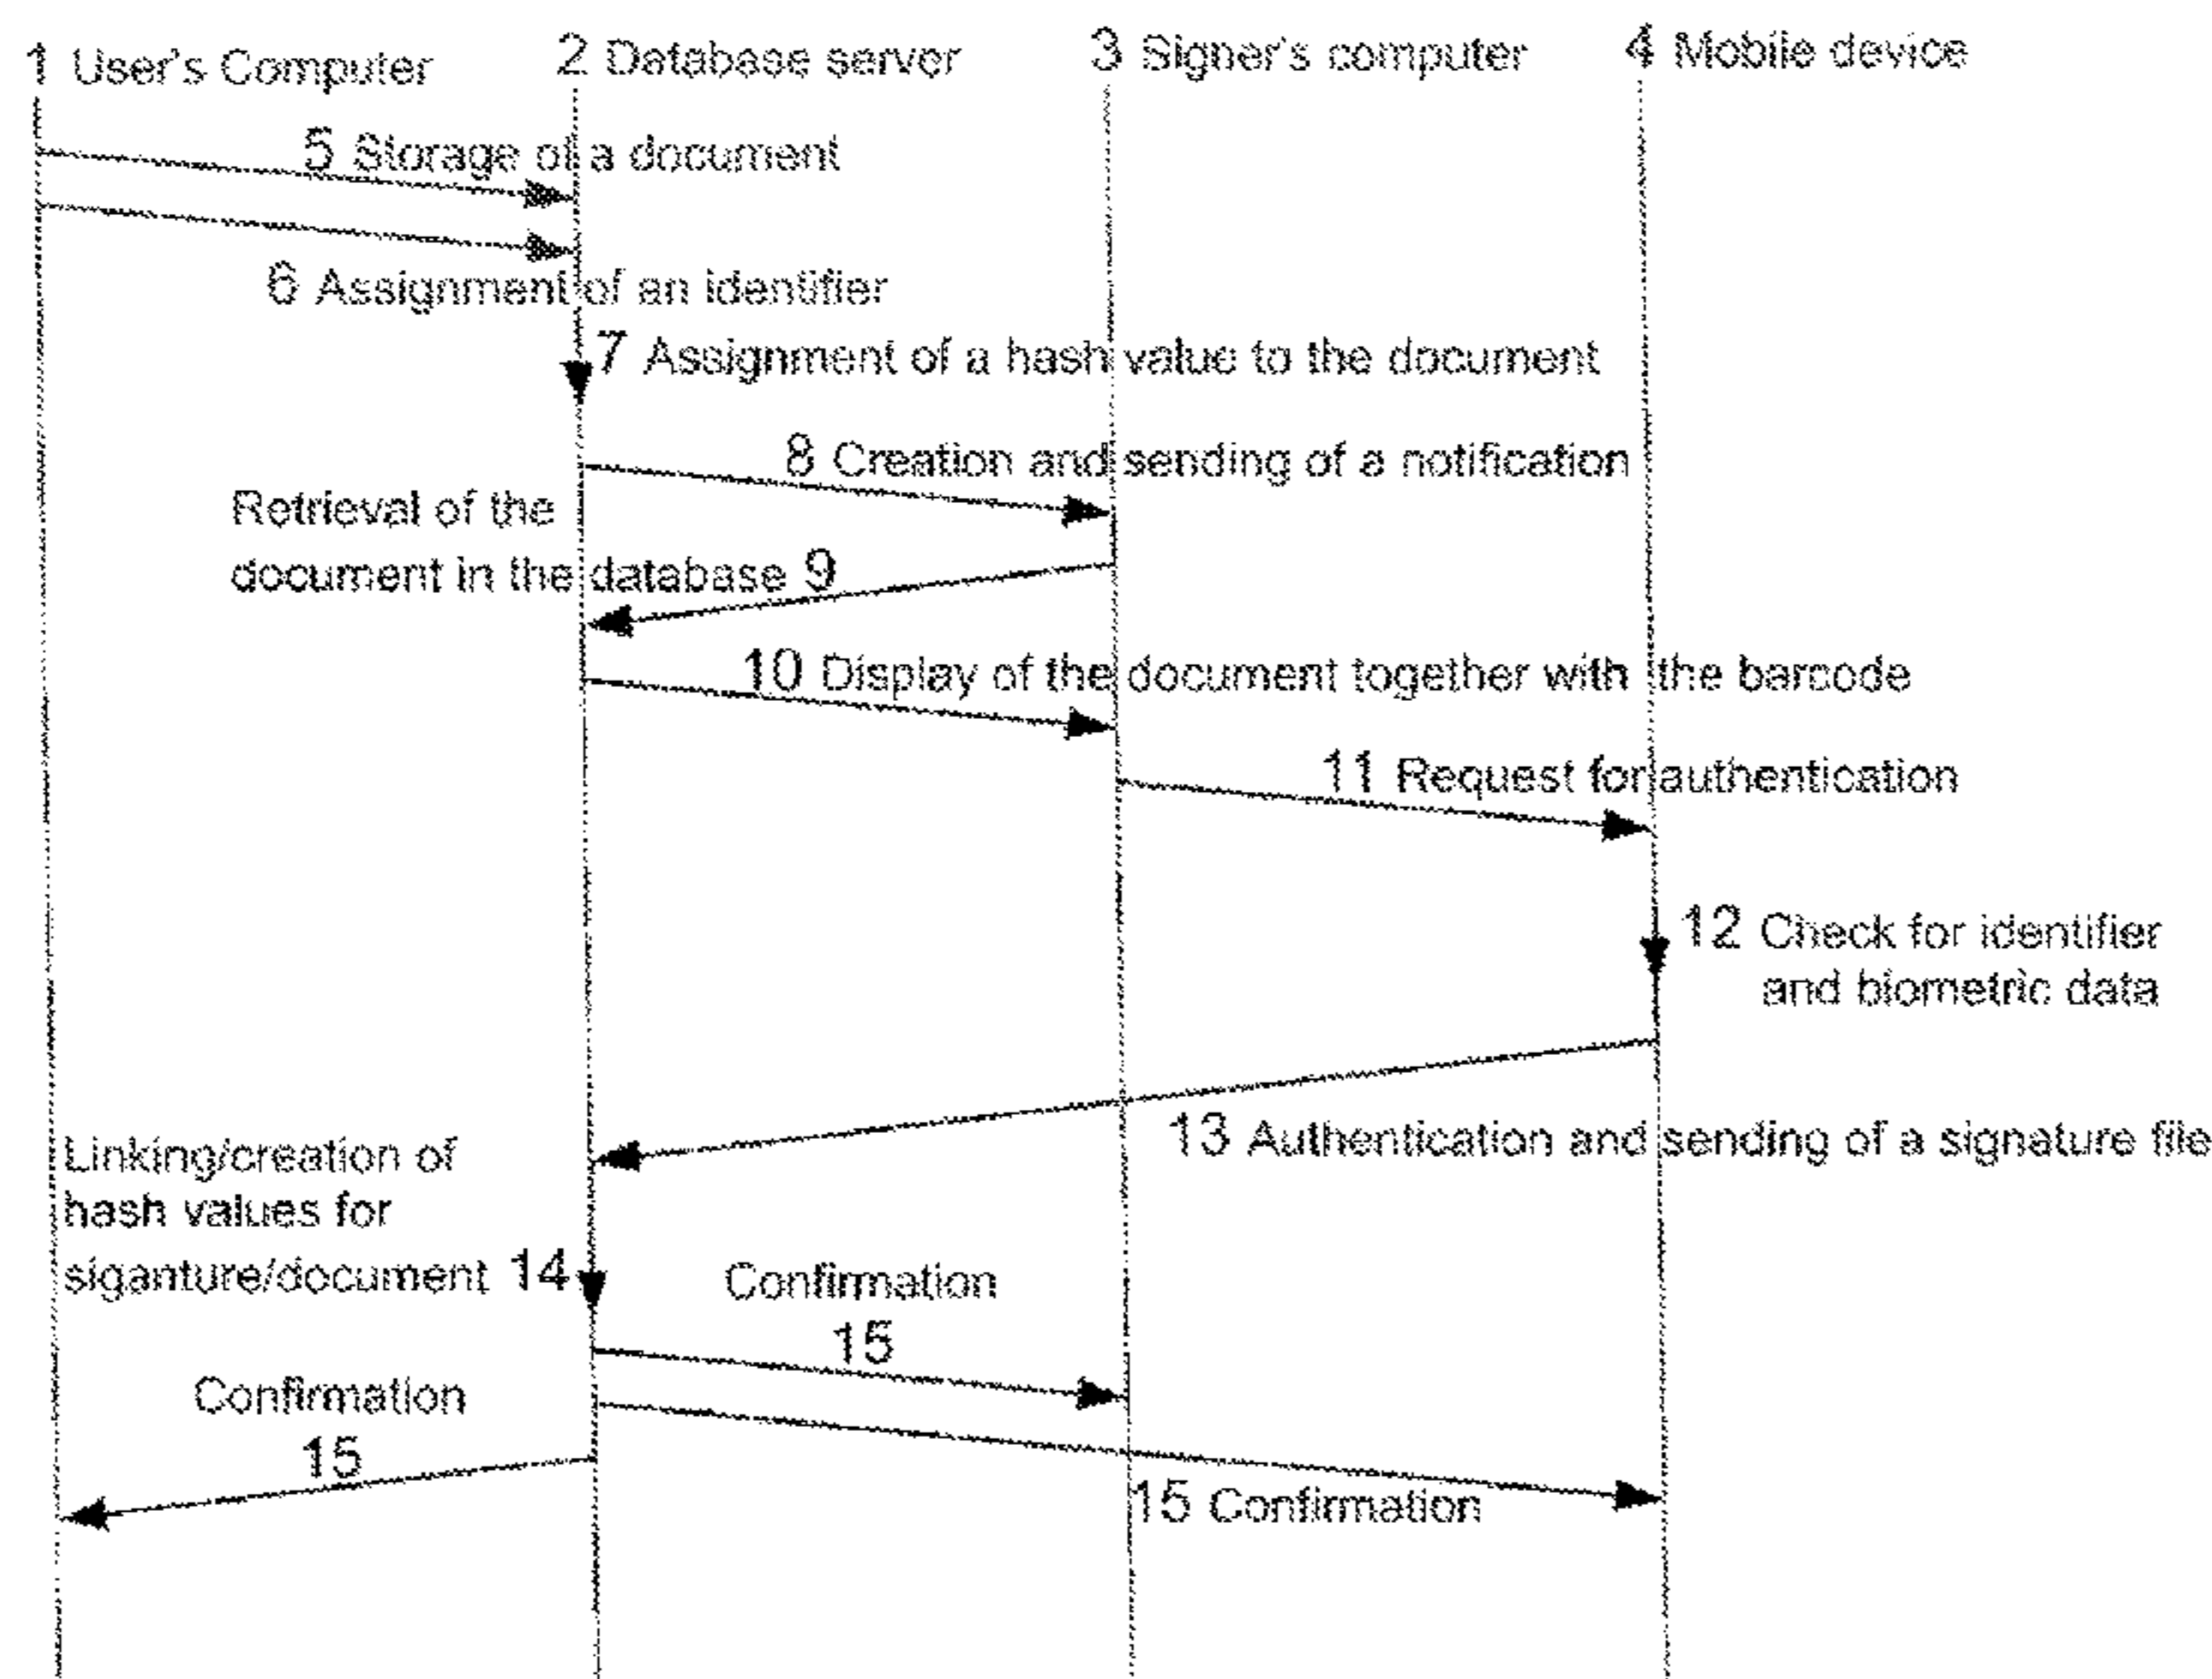 1 User's Computer
2 Database server
3 Signer's computer
4 Mobile device
5 Storage of a document
6 Assignment of an identifier
7 Assignment of a hash value to the document
8 Creation and sending of a notification
Retrieval of the
document in the database 9
10 Display of the document together with the barcode
11 Request for authentication
12 Check for identifier
and biometric data
13 Authentication and sending of a signature file
Linking/creation of
hash values for
siganture/document 14
Confirmation
15
Confirmation
15
15 Confirmation